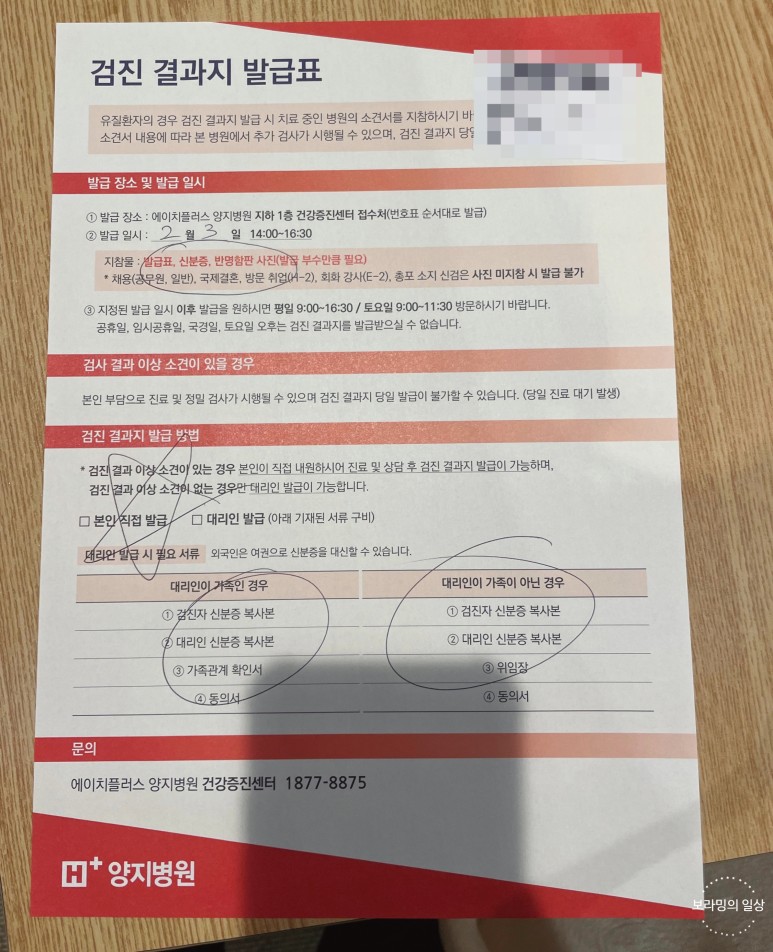 검진 결과지 발급표
유질환자의 경우 검진 결과지 발급 시 치료 중인 병원의 소견서를 지참하시기 바
소견서 내용에 따라 본 병원에서 추가 검사가 시행될 수 있으며, 검진 결과지 당일
발급 장소 및 발급 일시
① 발급 장소 : 에이치플러스 양지병원 지하 1층 건강증진센터 접수처(번호표 순서대로 발급)
② 발급 일시 : 2 월 3 일 14:00~16:30
지참물 : 발급표, 신분증, 반명함판 사진(발급 부수만큼 필요)
* 채용(공무원, 일반), 국제결혼, 방문 취업(H-2), 회화 강사(E-2), 총포 소지 신검은 사진 미지참 시 발급 불가
③ 지정된 발급 일시 이후 발급을 원하시면 평일 9:00~16:30 / 토요일 9:00~11:30 방문하시기 바랍니다.
공휴일, 임시공휴일, 국경일, 토요일 오후는 검진 결과지를 발급받으실 수 없습니다.
검사 결과 이상 소견이 있을 경우
본인 부담으로 진료 및 정밀 검사가 시행될 수 있으며 검진 결과지 당일 발급이 불가할 수 있습니다. (당일 진료 대기 발생)
검진 결과지 발급 방법
* 검진 결과 이상 소견이 있는 경우 본인이 직접 내원하시어 진료 및 상담 후 검진 결과지 발급이 가능하며,
검진 결과 이상 소견이 없는 경우만 대리인 발급이 가능합니다.
☐ 본인 직접 발급 ☐ 대리인 발급 (아래 기재된 서류 구비)
대리인 발급 시 필요 서류 외국인은 여권으로 신분증을 대신할 수 있습니다.
대리인이 가족인 경우 대리인이 가족이 아닌 경우
① 검진자 신분증 복사본 ① 검진자 신분증 복사본
② 대리인 신분증 복사본 ② 대리인 신분증 복사본
③ 가족관계 확인서 ③ 위임장
④ 동의서 ④ 동의서
문의
에이치플러스 양지병원 건강증진센터 1877-8875
H+ 양지병원
보라밍의 일상